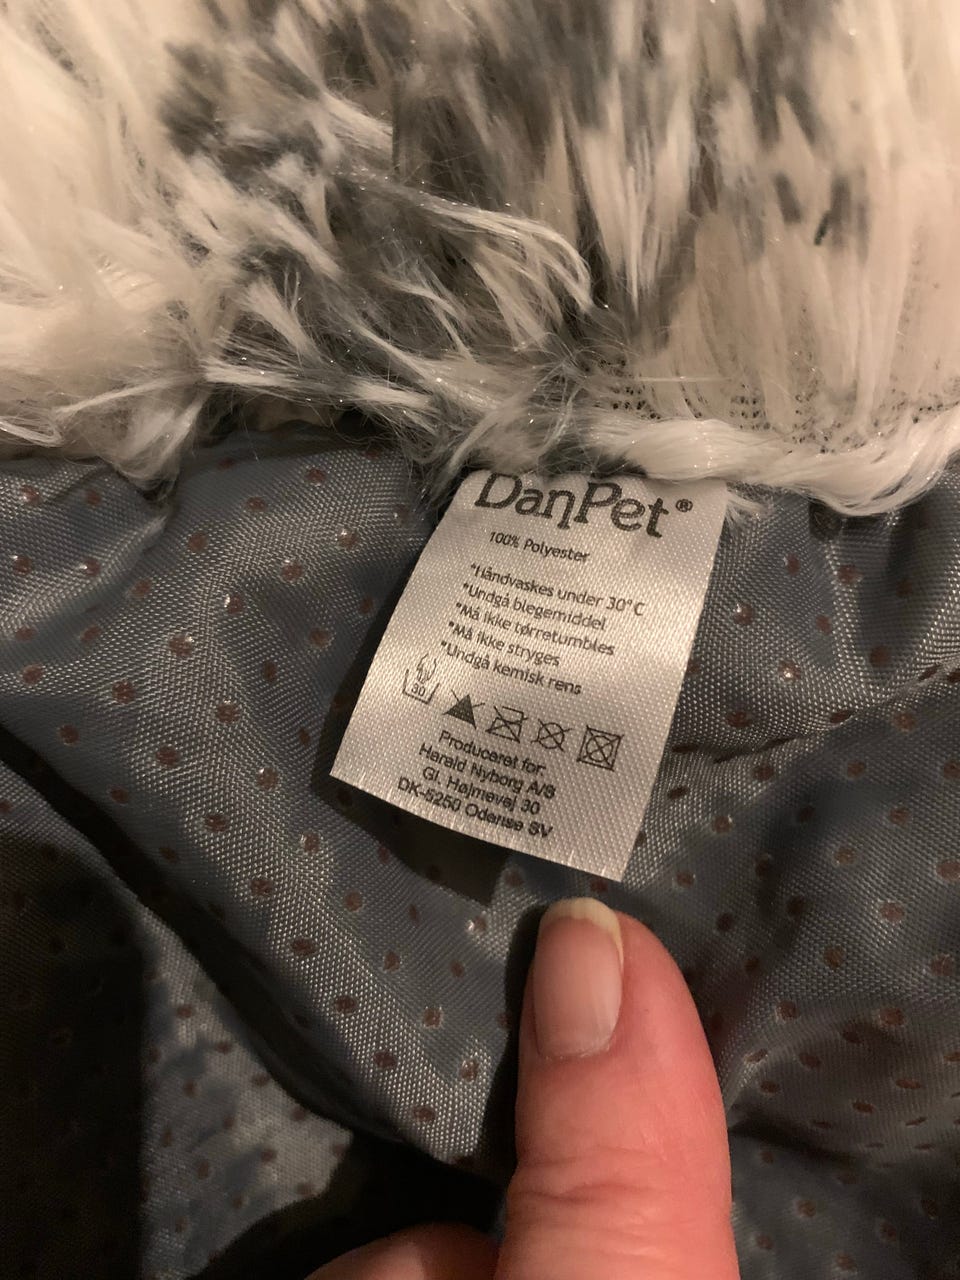 DanPet®
100% Polyester
*Håndvaskes under 30°C
*Undgå blegemiddel
*Må ikke tørretumbles
*Må ikke stryges
*Undgå kemisk rens
30
Produceret for
Harald Nyborg A/S
Gl. Højmevej 30
DK-5250 Odense SV